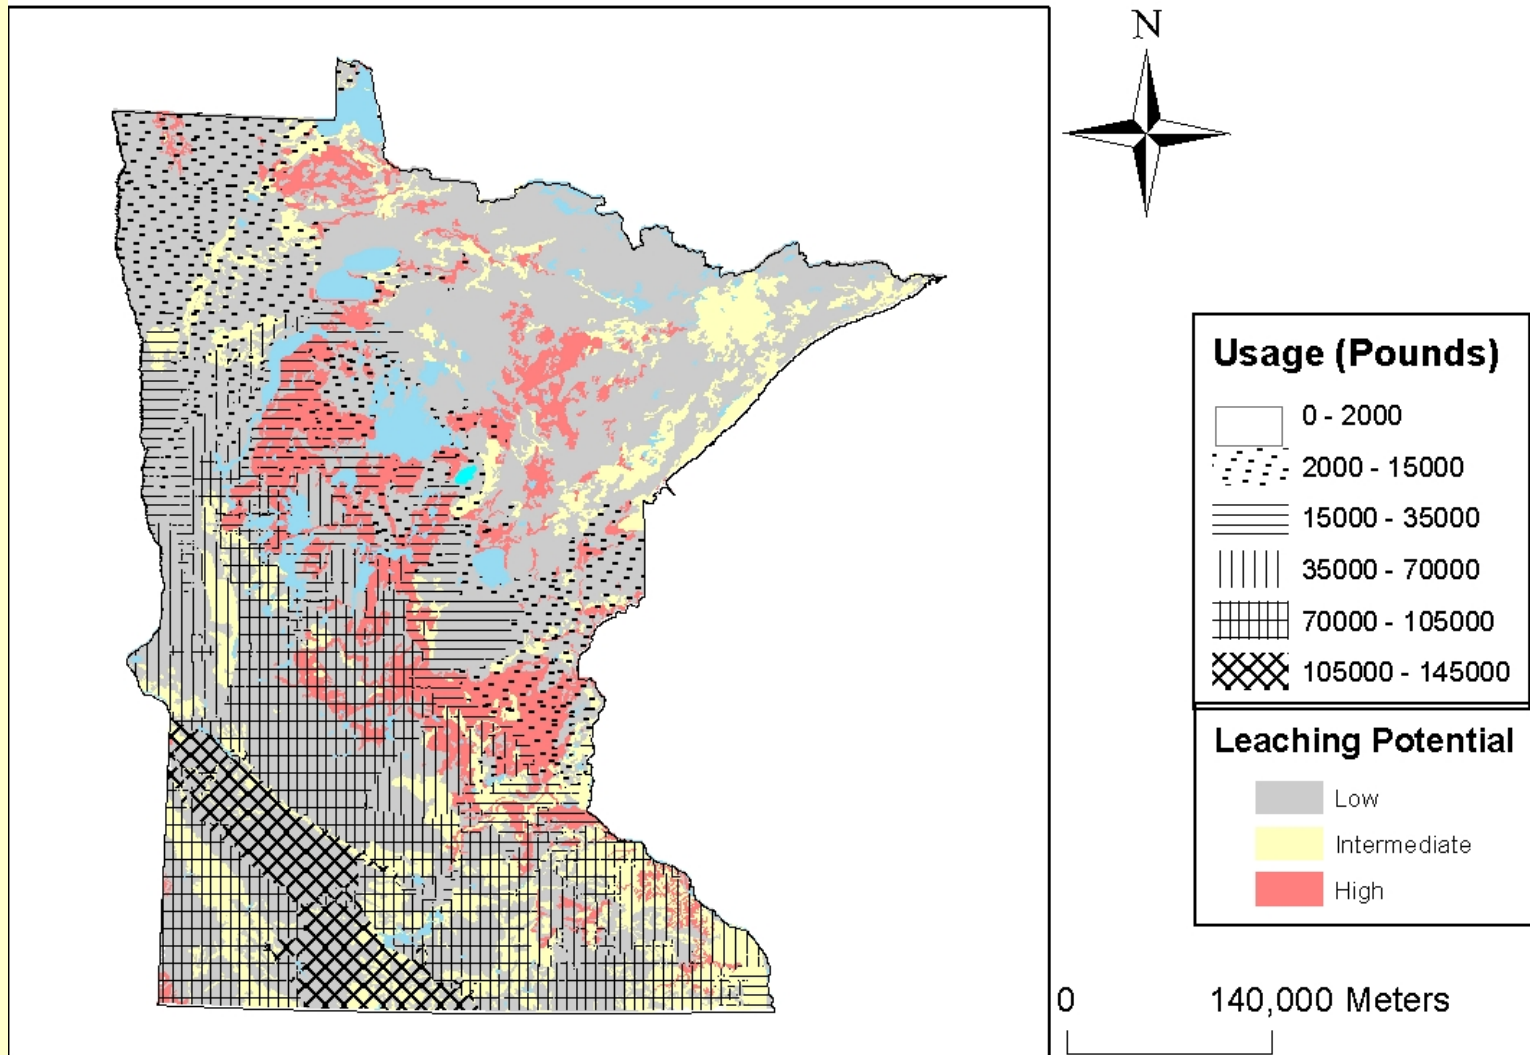 N
Usage (Pounds)
0 - 2000
2000 - 15000
15000 - 35000
35000 - 70000
70000 - 105000
105000 - 145000
Leaching Potential
Low
Intermediate
High
0 140,000 Meters